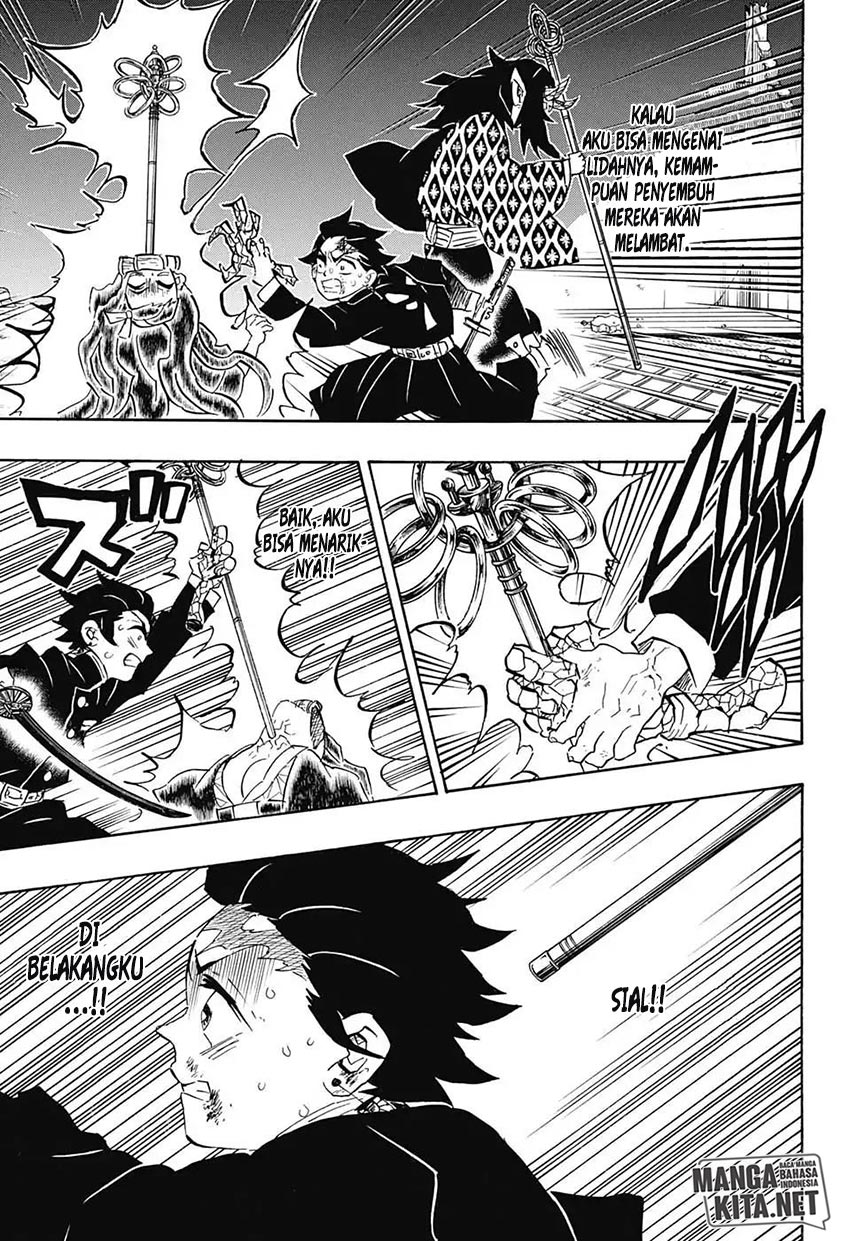 KALAU
AKU BISA MENGENAI
LIDAHNYA, KEMAM-
PUAN PENYEMBUH
MEREKA AKAN
MELAMBAT.
BAIK, AKU
BISA MENARIK-
NYA!!
ズ
SIAL!!
DI
BELAKANGKU
...!!
MANGA
KITA.NET
BACA MANGA
BAHASA
INDONESIA